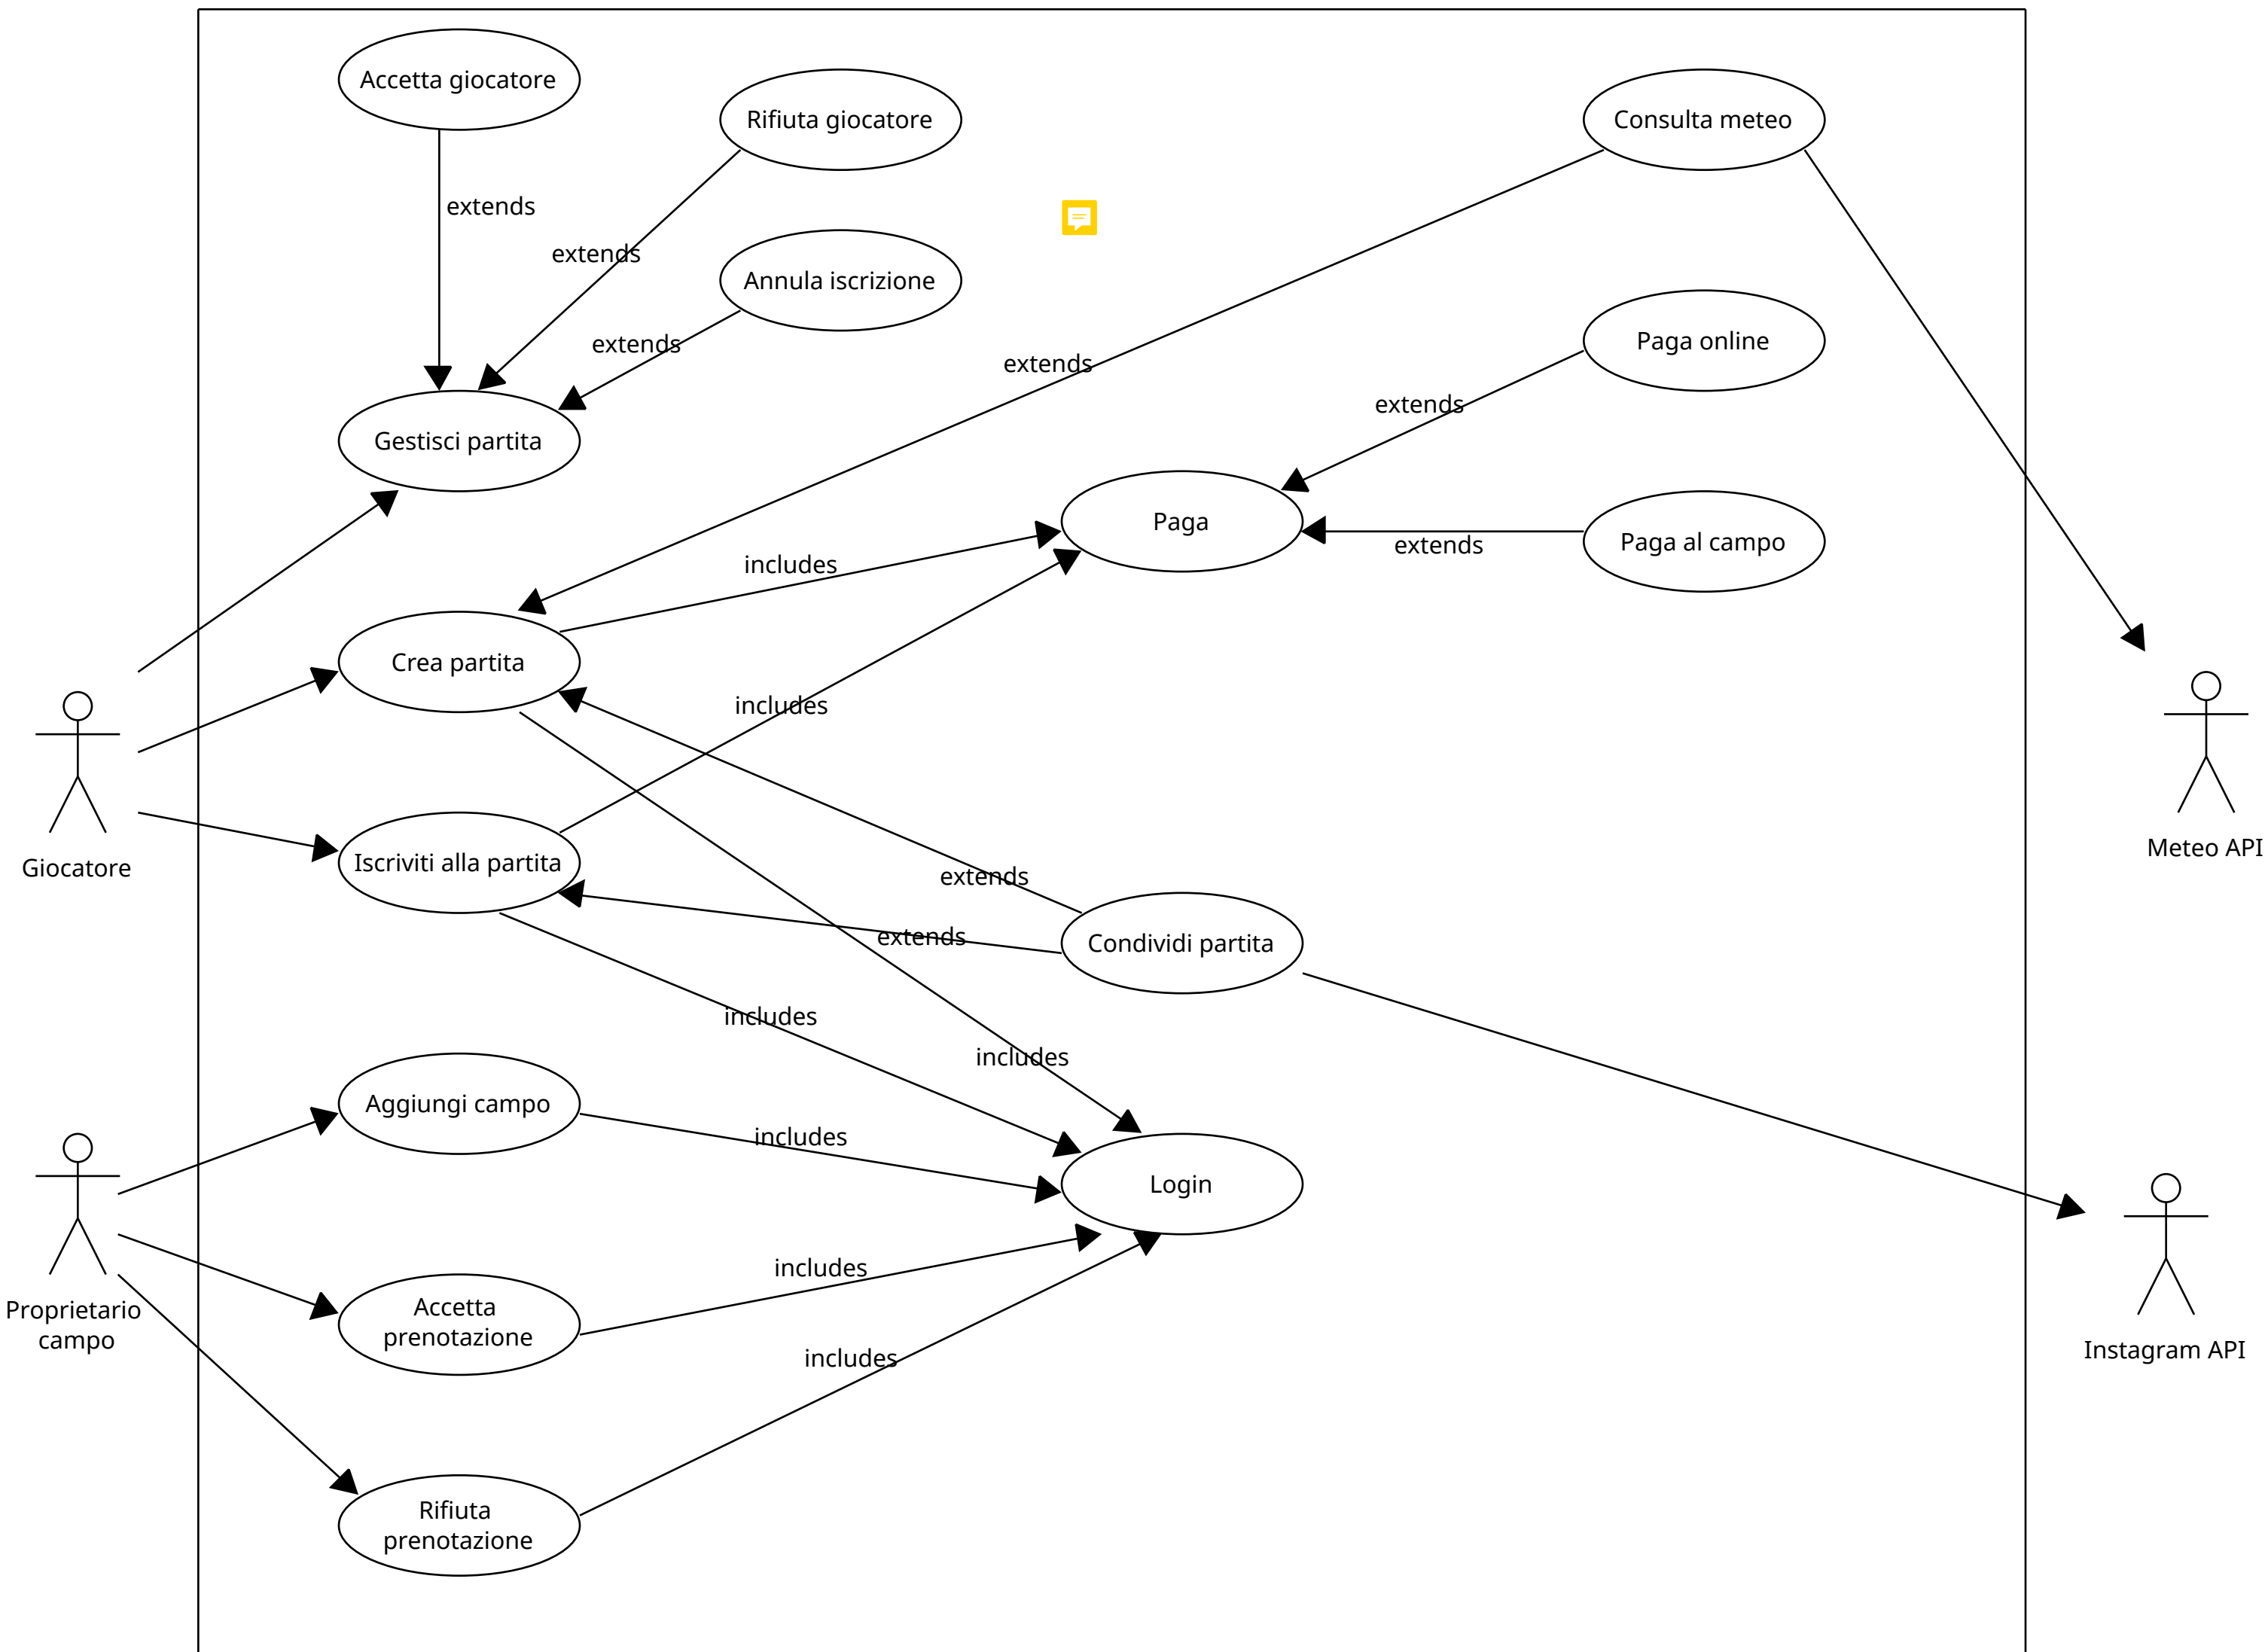 Accetta giocatore
Rifiuta giocatore
Consulta meteo
extends
extends
Annula iscrizione
extends
Paga online
extends
extends
Gestisci partita
Paga
Paga al campo
extends
includes
Crea partita
includes
Iscriviti alla partita
Giocatore
Meteo API
extends
extends
Condividi partita
includes
includes
Aggiungi campo
includes
Login
includes
Accetta
prenotazione
Proprietario
campo
Instagram API
includes
Rifiuta
prenotazione